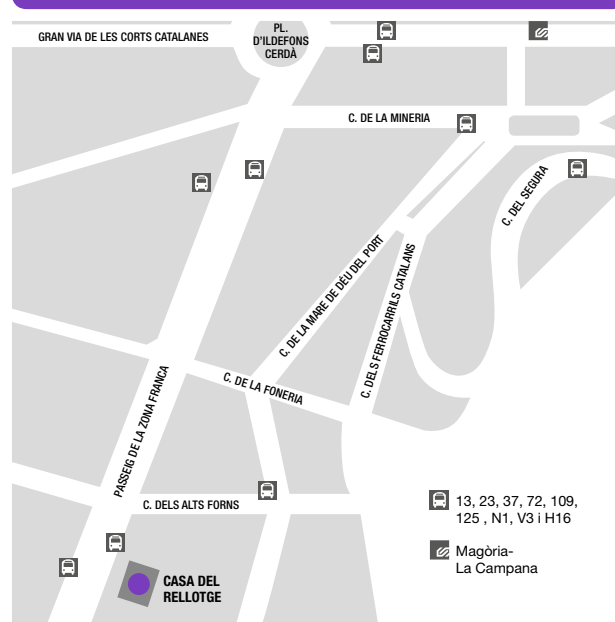 GRAN VIA DE LES CORTS CATALANES
PL.
D'ILDEFONS
CERDÀ
C. DE LA MINERIA
C. DEL SEGURA
C. DE LA MARE DE DÉU DEL PORT
C. DELS FERROCARRILS CATALANS
C. DE LA FONERIA
PASSEIG DE LA ZONA FRANCA
C. DELS ALTS FORNS
13, 23, 37, 72, 109,
125 , N1, V3 i H16
Magòria-
La Campana
CASA DEL
RELLOTGE